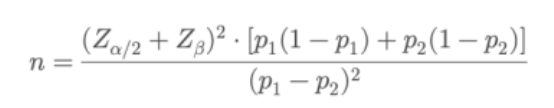 n = \frac{(Z_{\alpha/2} + Z_{\beta})^2 \cdot [p_1(1 - p_1) + p_2(1 - p_2)]}{(p_1 - p_2)^2}